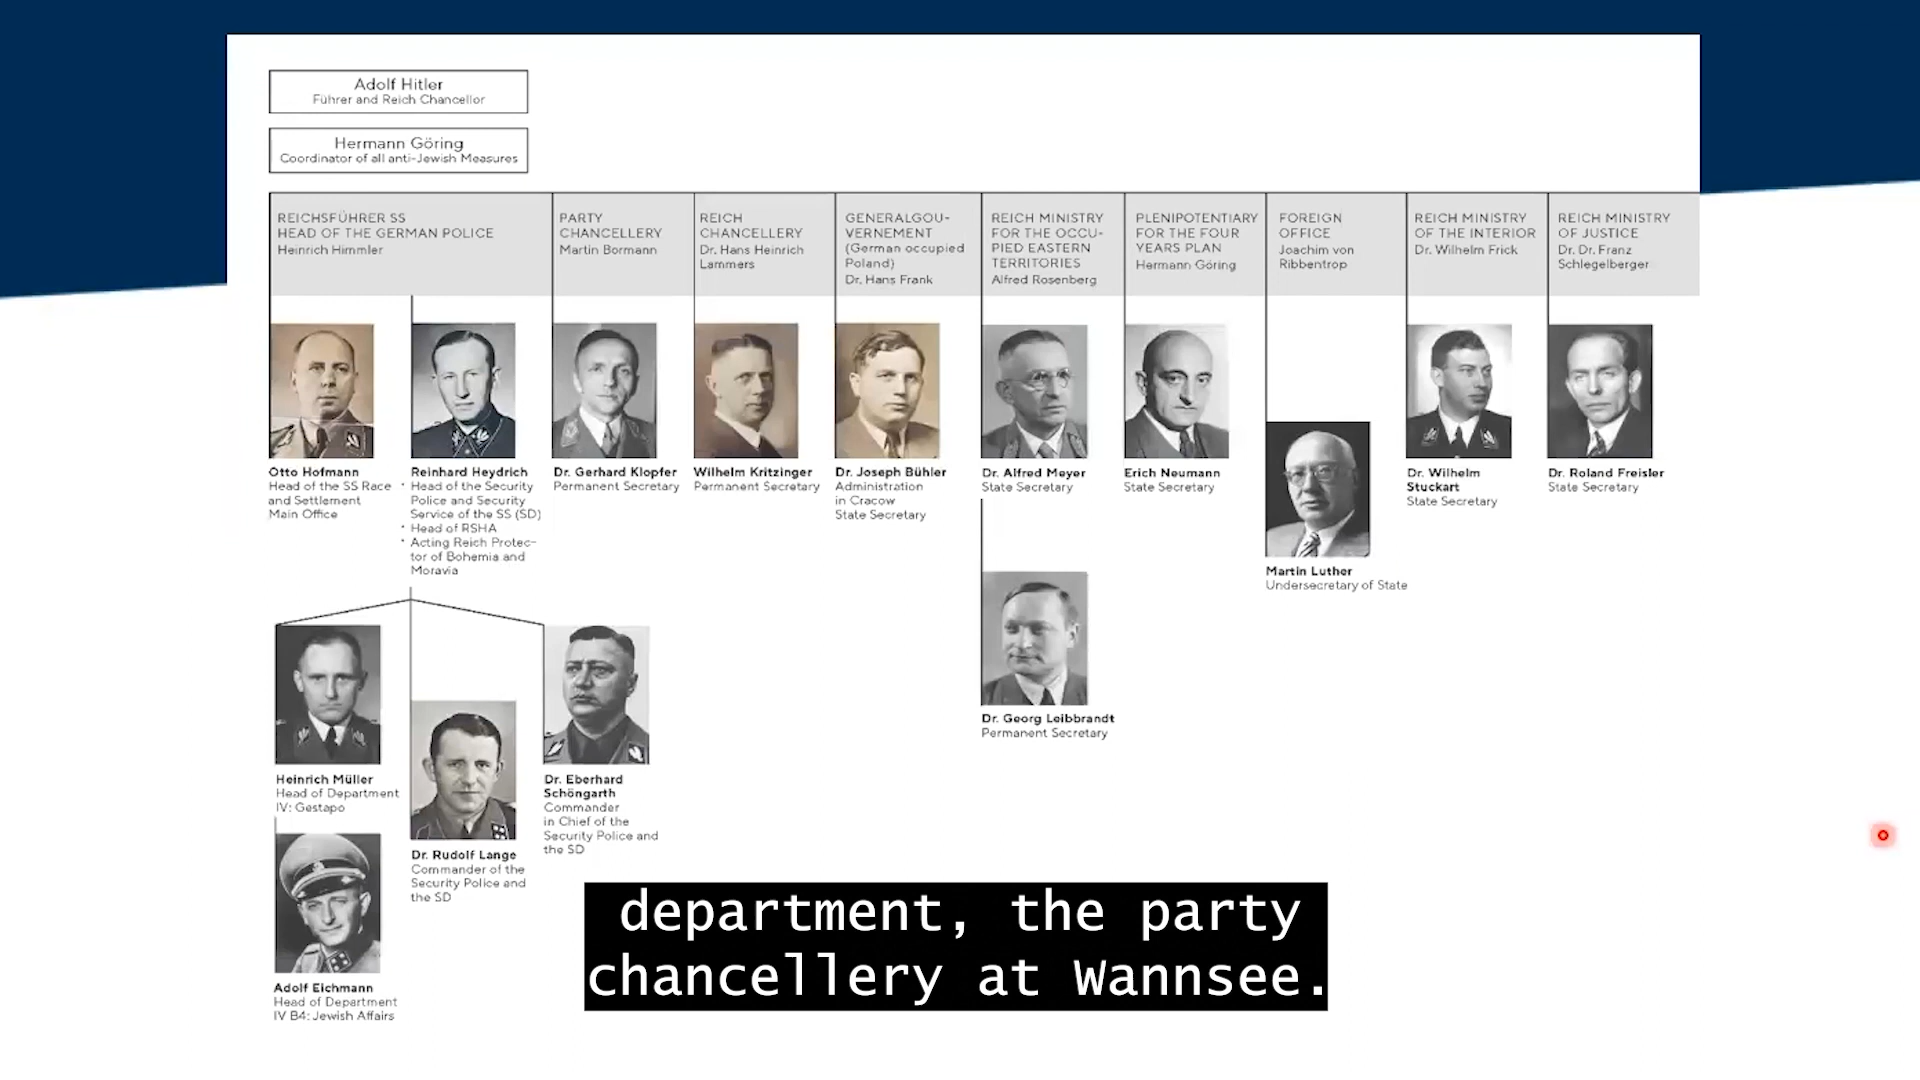 Adolf Hitler
Führer and Reich Chancellor
Hermann Göring
Coordinator of all anti-Jewish Measures
REICHSFÜHRER SS
HEAD OF THE GERMAN POLICE
Heinrich Himmler
PARTY
CHANCELLERY
Martin Bormann
REICH
CHANCELLERY
Dr. Hans Heinrich
Lammers
GENERALGOU-
VERNEMENT
(German occupied
Poland)
Dr. Hans Frank
REICH MINISTRY
FOR THE OCCU-
PIED EASTERN
TERRITORIES
Alfred Rosenberg
PLENIPOTENTIARY
FOR THE FOUR
YEARS PLAN
Hermann Göring
FOREIGN
OFFICE
Joachim von
Ribbentrop
REICH MINISTRY
OF THE INTERIOR
Dr. Wilhelm Frick
REICH MINISTRY
OF JUSTICE
Dr. Dr. Franz
Schlegelberger
Otto Hofmann
Head of the SS Race
and Settlement
Main Office
Reinhard Heydrich
· Head of the Security
Police and Security
Service of the SS (SD)
· Head of RSHA
· Acting Reich Protec-
tor of Bohemia and
Moravia
Dr. Gerhard Klopfer
Permanent Secretary
Wilhelm Kritzinger
Permanent Secretary
Dr. Joseph Bühler
Administration
in Cracow
State Secretary
Dr. Alfred Meyer
State Secretary
Erich Neumann
State Secretary
Martin Luther
Undersecretary of State
Dr. Wilhelm
Stuckart
State Secretary
Dr. Roland Freisler
State Secretary
Dr. Georg Leibbrandt
Permanent Secretary
Heinrich Müller
Head of Department
IV: Gestapo
Dr. Rudolf Lange
Commander of the
Security Police and
the SD
Dr. Eberhard
Schöngarth
Commander
in Chief of the
Security Police and
the SD
Adolf Eichmann
Head of Department
IV B4: Jewish Affairs
department, the party
chancellery at Wannsee.